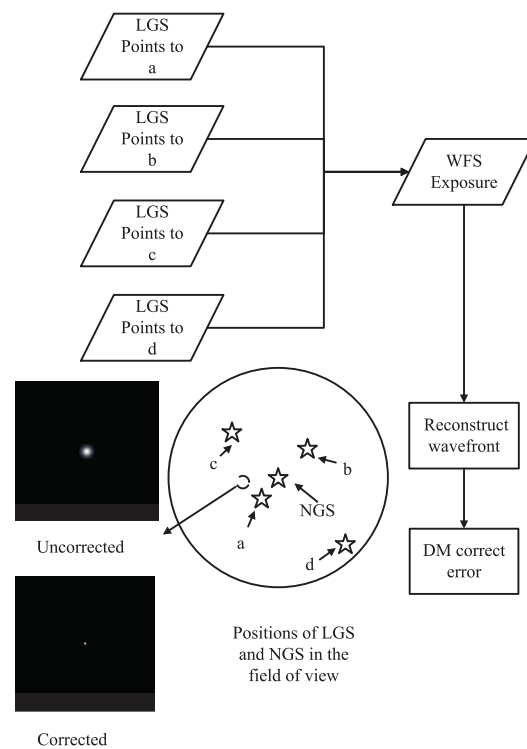 LGS
Points to
a
LGS
Points to
b
LGS
Points to
c
LGS
Points to
d
WFS
Exposure
Reconstruct
wavefront
DM correct
error
c
b
NGS
a
d
Uncorrected
Positions of LGS
and NGS in the
field of view
Corrected